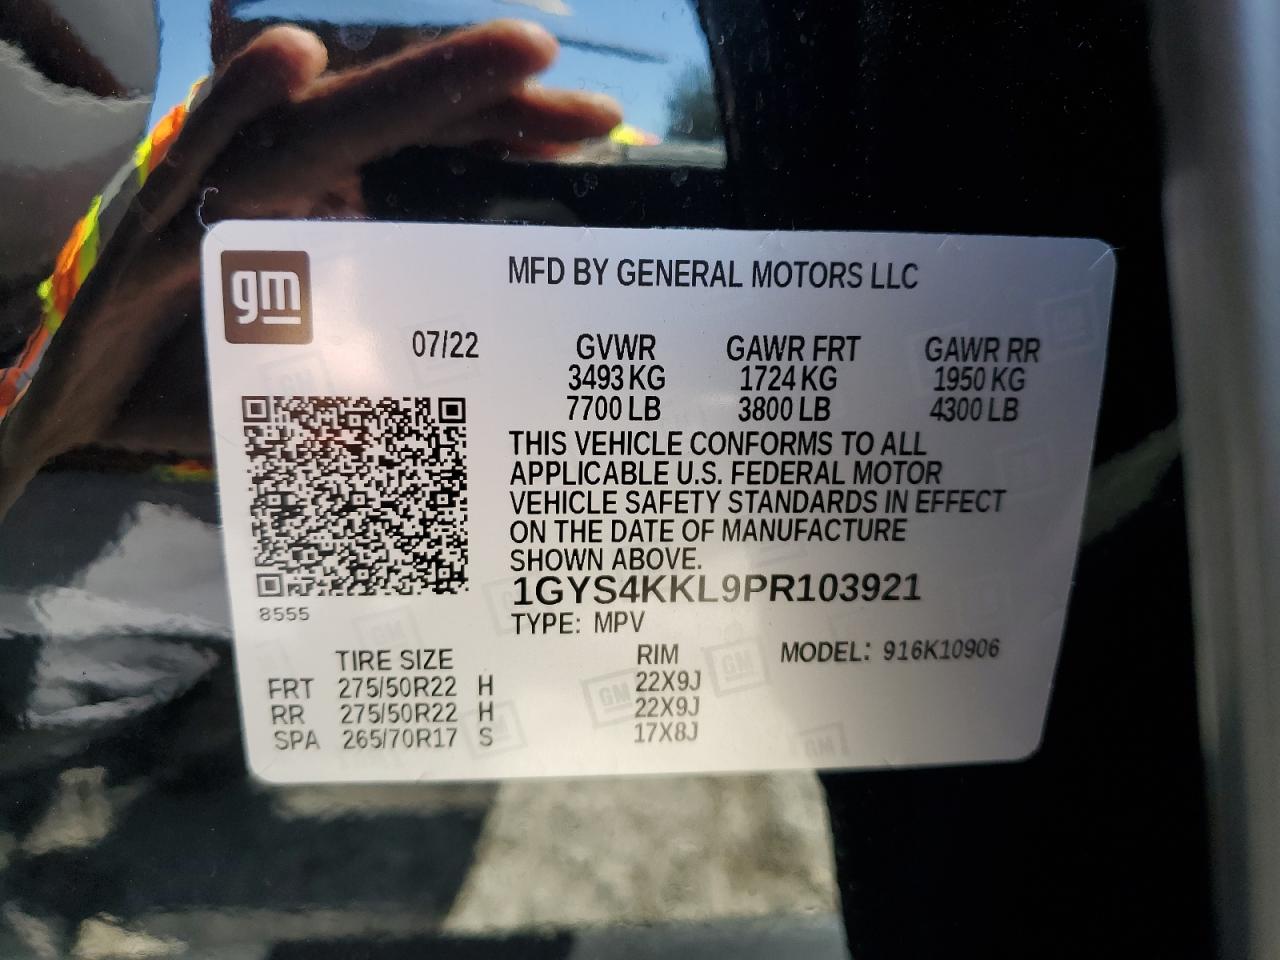 gm
MFD BY GENERAL MOTORS LLC
07/22
GVWR GAWR FRT GAWR RR
3493 KG 1724 KG 1950 KG
7700 LB 3800 LB 4300 LB
THIS VEHICLE CONFORMS TO ALL
APPLICABLE U.S. FEDERAL MOTOR
VEHICLE SAFETY STANDARDS IN EFFECT
ON THE DATE OF MANUFACTURE
SHOWN ABOVE.
1GYS4KKL9PR103921
8555
TYPE: MPV
TIRE SIZE RIM MODEL: 916K10906
FRT 275/50R22 H 22X9J
RR 275/50R22 H 22X9J
SPA 265/70R17 S 17X8J
GM
GM
GM